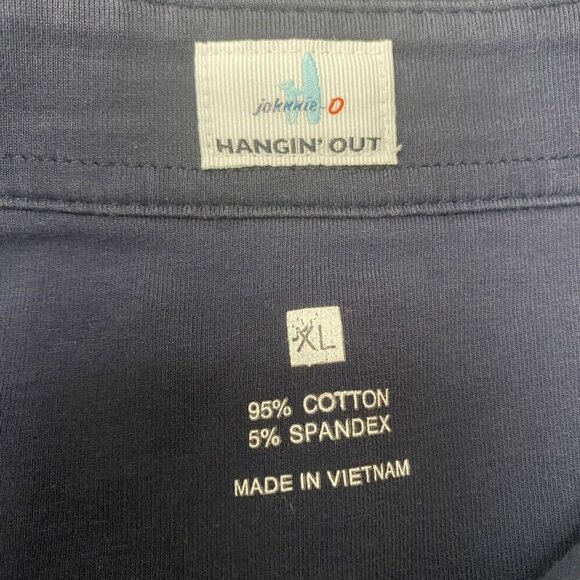 johnnie-O
HANGIN' OUT
XL
95% COTTON
5% SPANDEX
MADE IN VIETNAM